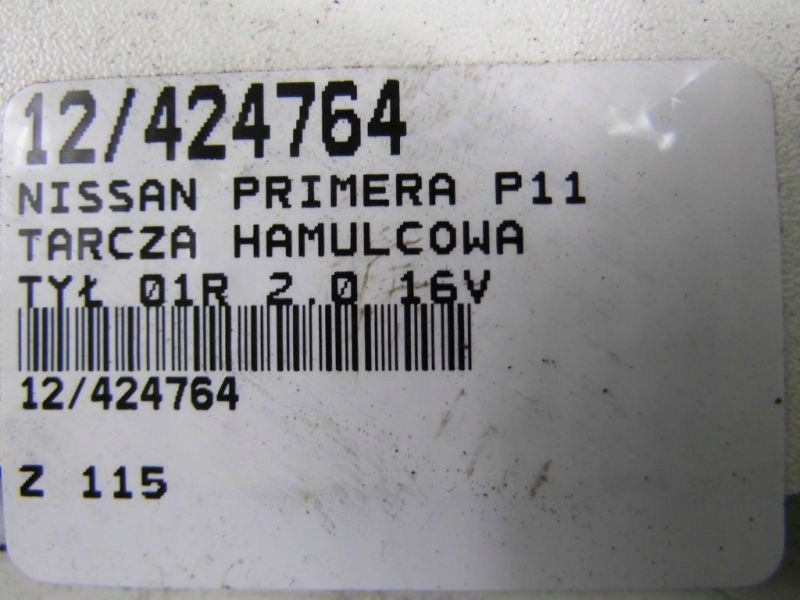 12/424764
NISSAN PRIMERA P11
TARCZA HAMULCOWA
TYŁ 01R 2.0 16V
12/424764
Z 115